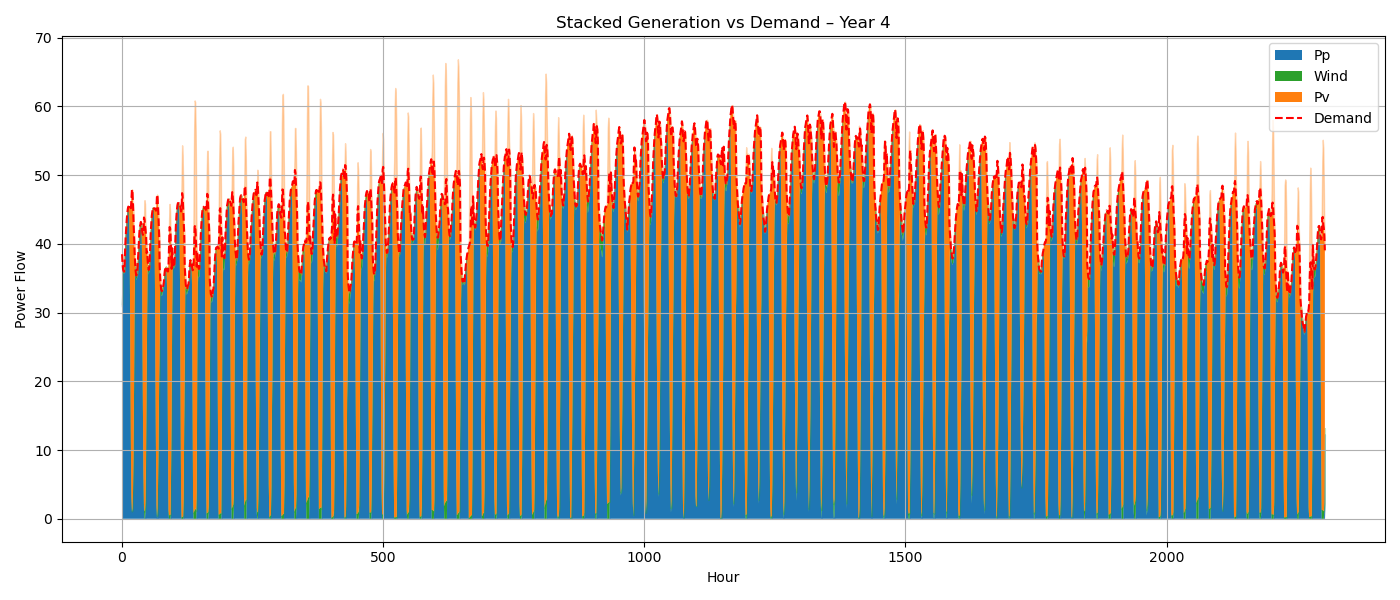 Stacked Generation vs Demand – Year 4
Power Flow
70
60
50
40
30
20
10
0
0 500 1000 1500 2000
Hour
Pp
Wind
Pv
Demand